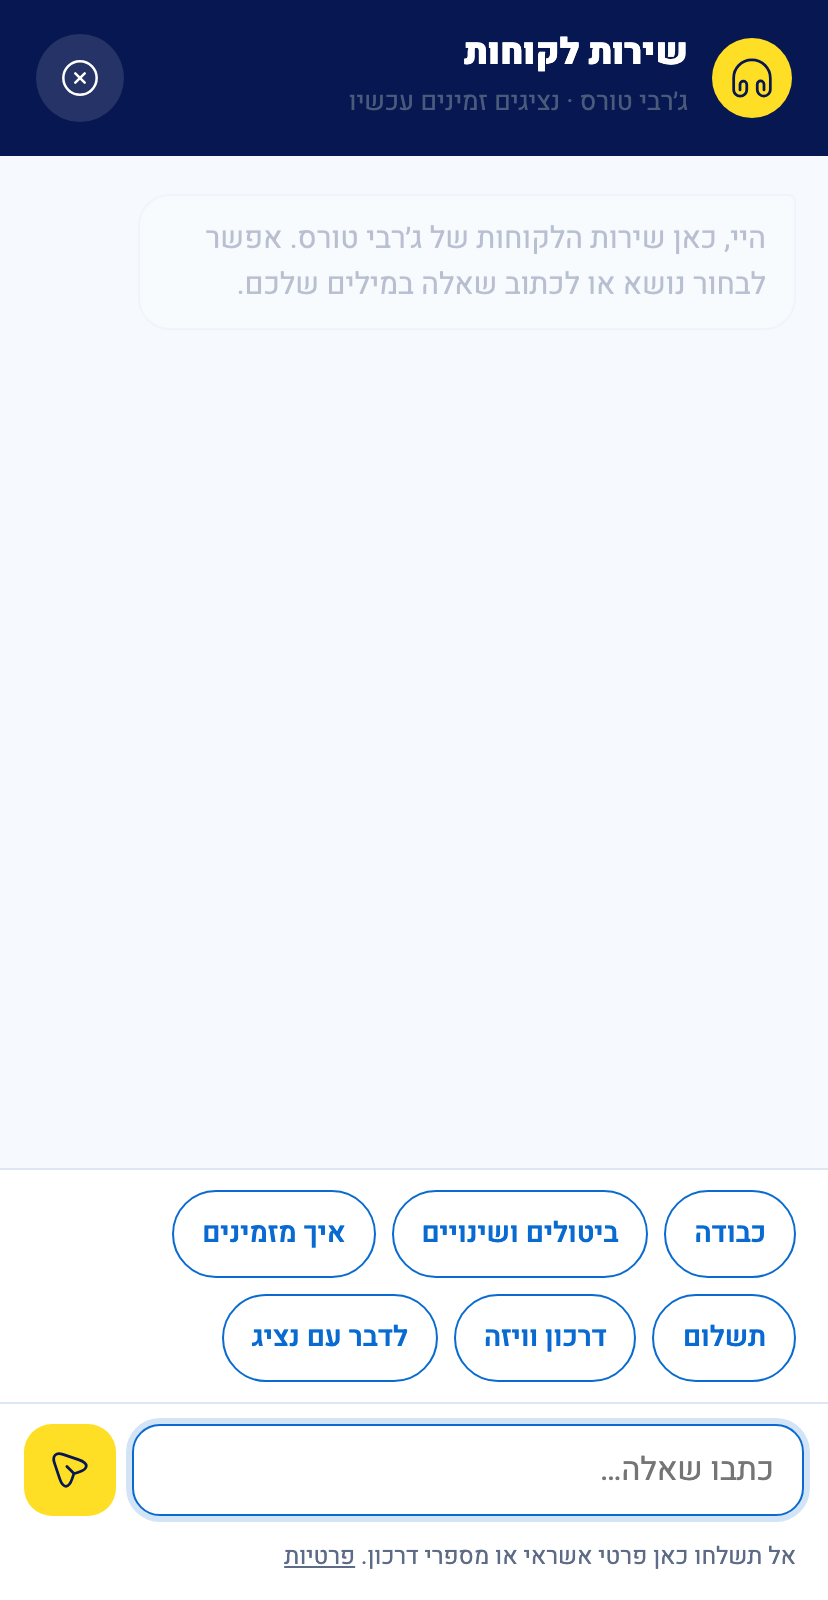 שירות לקוחות
ג׳רבי טורס · נציגים זמינים עכשיו
היי, כאן שירות הלקוחות של ג׳רבי טורס. אפשר
לבחור נושא או לכתוב שאלה במילים שלכם.
כבודה
ביטולים ושינויים
איך מזמינים
תשלום
דרכון וויזה
לדבר עם נציג
כתבו שאלה...
אל תשלחו כאן פרטי אשראי או מספרי דרכון. פרטיות